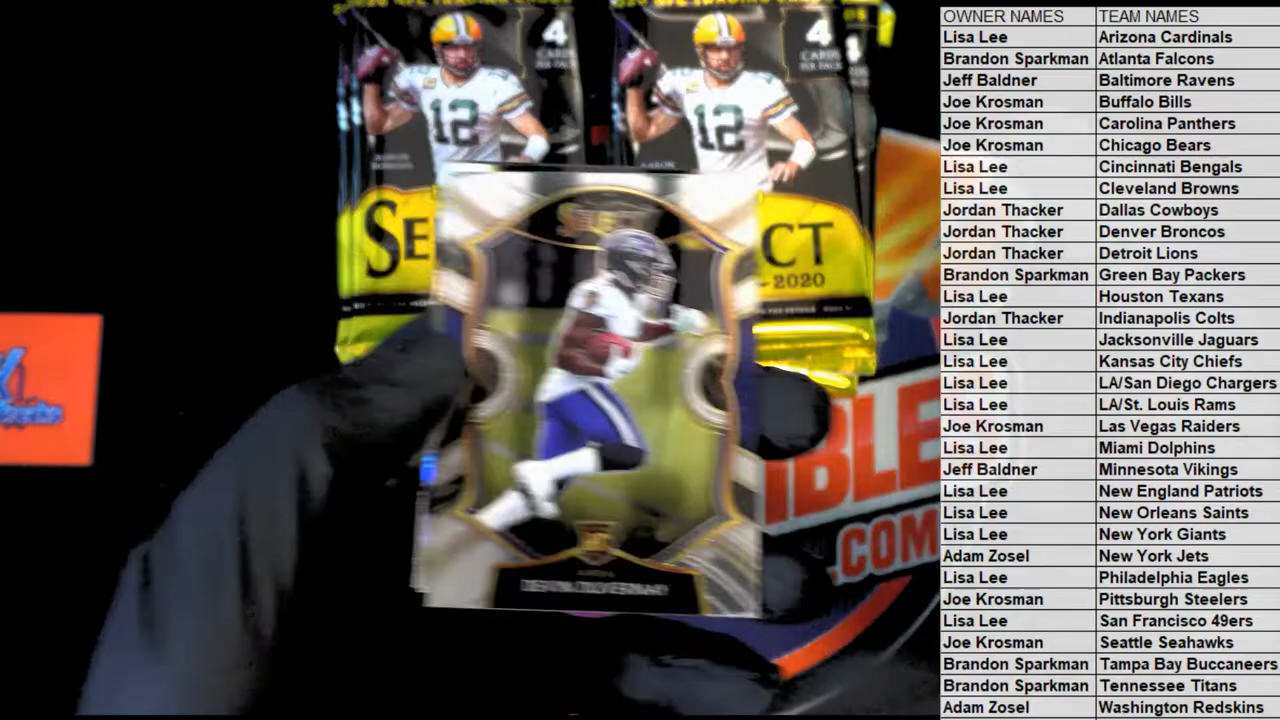 4
CARDS
PER PACK
12
4
CARDS
PER PACK
12
SE
CT
2020
SELECT
IBLE
.COM
OWNER NAMES TEAM NAMES
Lisa Lee Arizona Cardinals
Brandon Sparkman Atlanta Falcons
Jeff Baldner Baltimore Ravens
Joe Krosman Buffalo Bills
Joe Krosman Carolina Panthers
Joe Krosman Chicago Bears
Lisa Lee Cincinnati Bengals
Lisa Lee Cleveland Browns
Jordan Thacker Dallas Cowboys
Jordan Thacker Denver Broncos
Jordan Thacker Detroit Lions
Brandon Sparkman Green Bay Packers
Lisa Lee Houston Texans
Jordan Thacker Indianapolis Colts
Lisa Lee Jacksonville Jaguars
Lisa Lee Kansas City Chiefs
Lisa Lee LA/San Diego Chargers
Lisa Lee LA/St. Louis Rams
Joe Krosman Las Vegas Raiders
Lisa Lee Miami Dolphins
Jeff Baldner Minnesota Vikings
Lisa Lee New England Patriots
Lisa Lee New Orleans Saints
Lisa Lee New York Giants
Adam Zosel New York Jets
Lisa Lee Philadelphia Eagles
Joe Krosman Pittsburgh Steelers
Lisa Lee San Francisco 49ers
Joe Krosman Seattle Seahawks
Brandon Sparkman Tampa Bay Buccaneers
Brandon Sparkman Tennessee Titans
Adam Zosel Washington Redskins